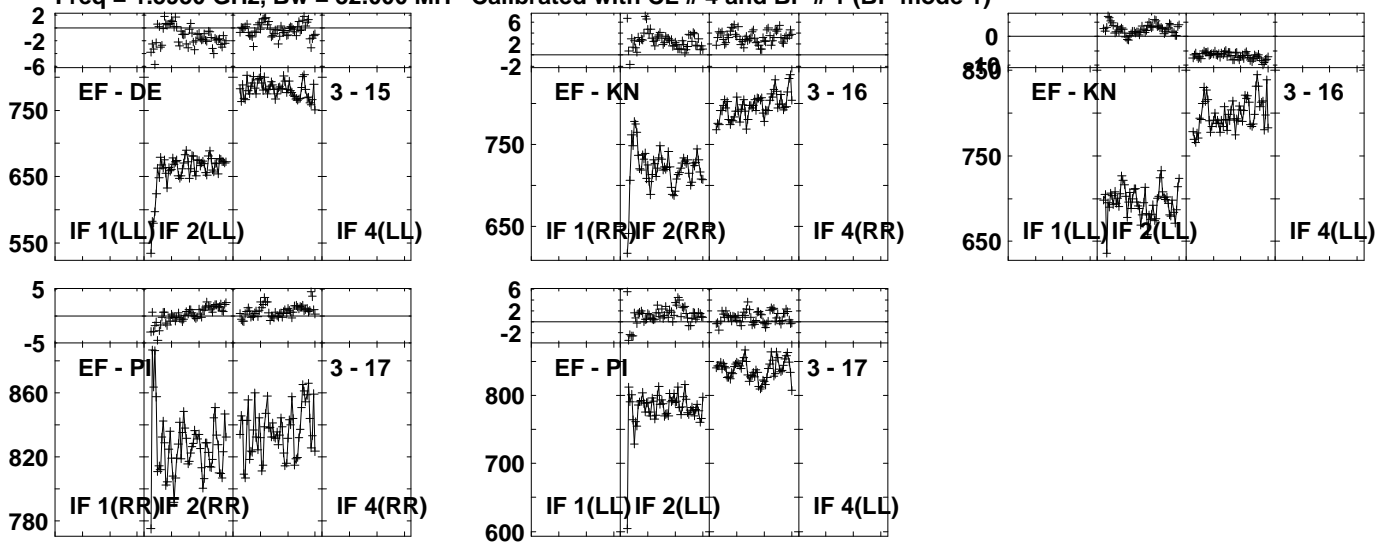 Freq = GHz, Bw = Calibrated with CL # 4 and BP # 1 (BP mode 1)
2
-2
-6
EF - DE 3 - 15
750
650
550
IF 1(LL) IF 2(LL) IF 4(LL)
6
2
-2
EF - KN 3 - 16
750
650
IF 1(RR) IF 2(RR) IF 4(RR)
0
-10
850
EF - KN 3 - 16
750
650
IF 1(LL) IF 2(LL) IF 4(LL)
5
-5
EF - PI 3 - 17
860
820
780
IF 1(RR) IF 2(RR) IF 4(RR)
6
2
-2
EF - PI 3 - 17
800
700
600
IF 1(LL) IF 2(LL) IF 4(LL)